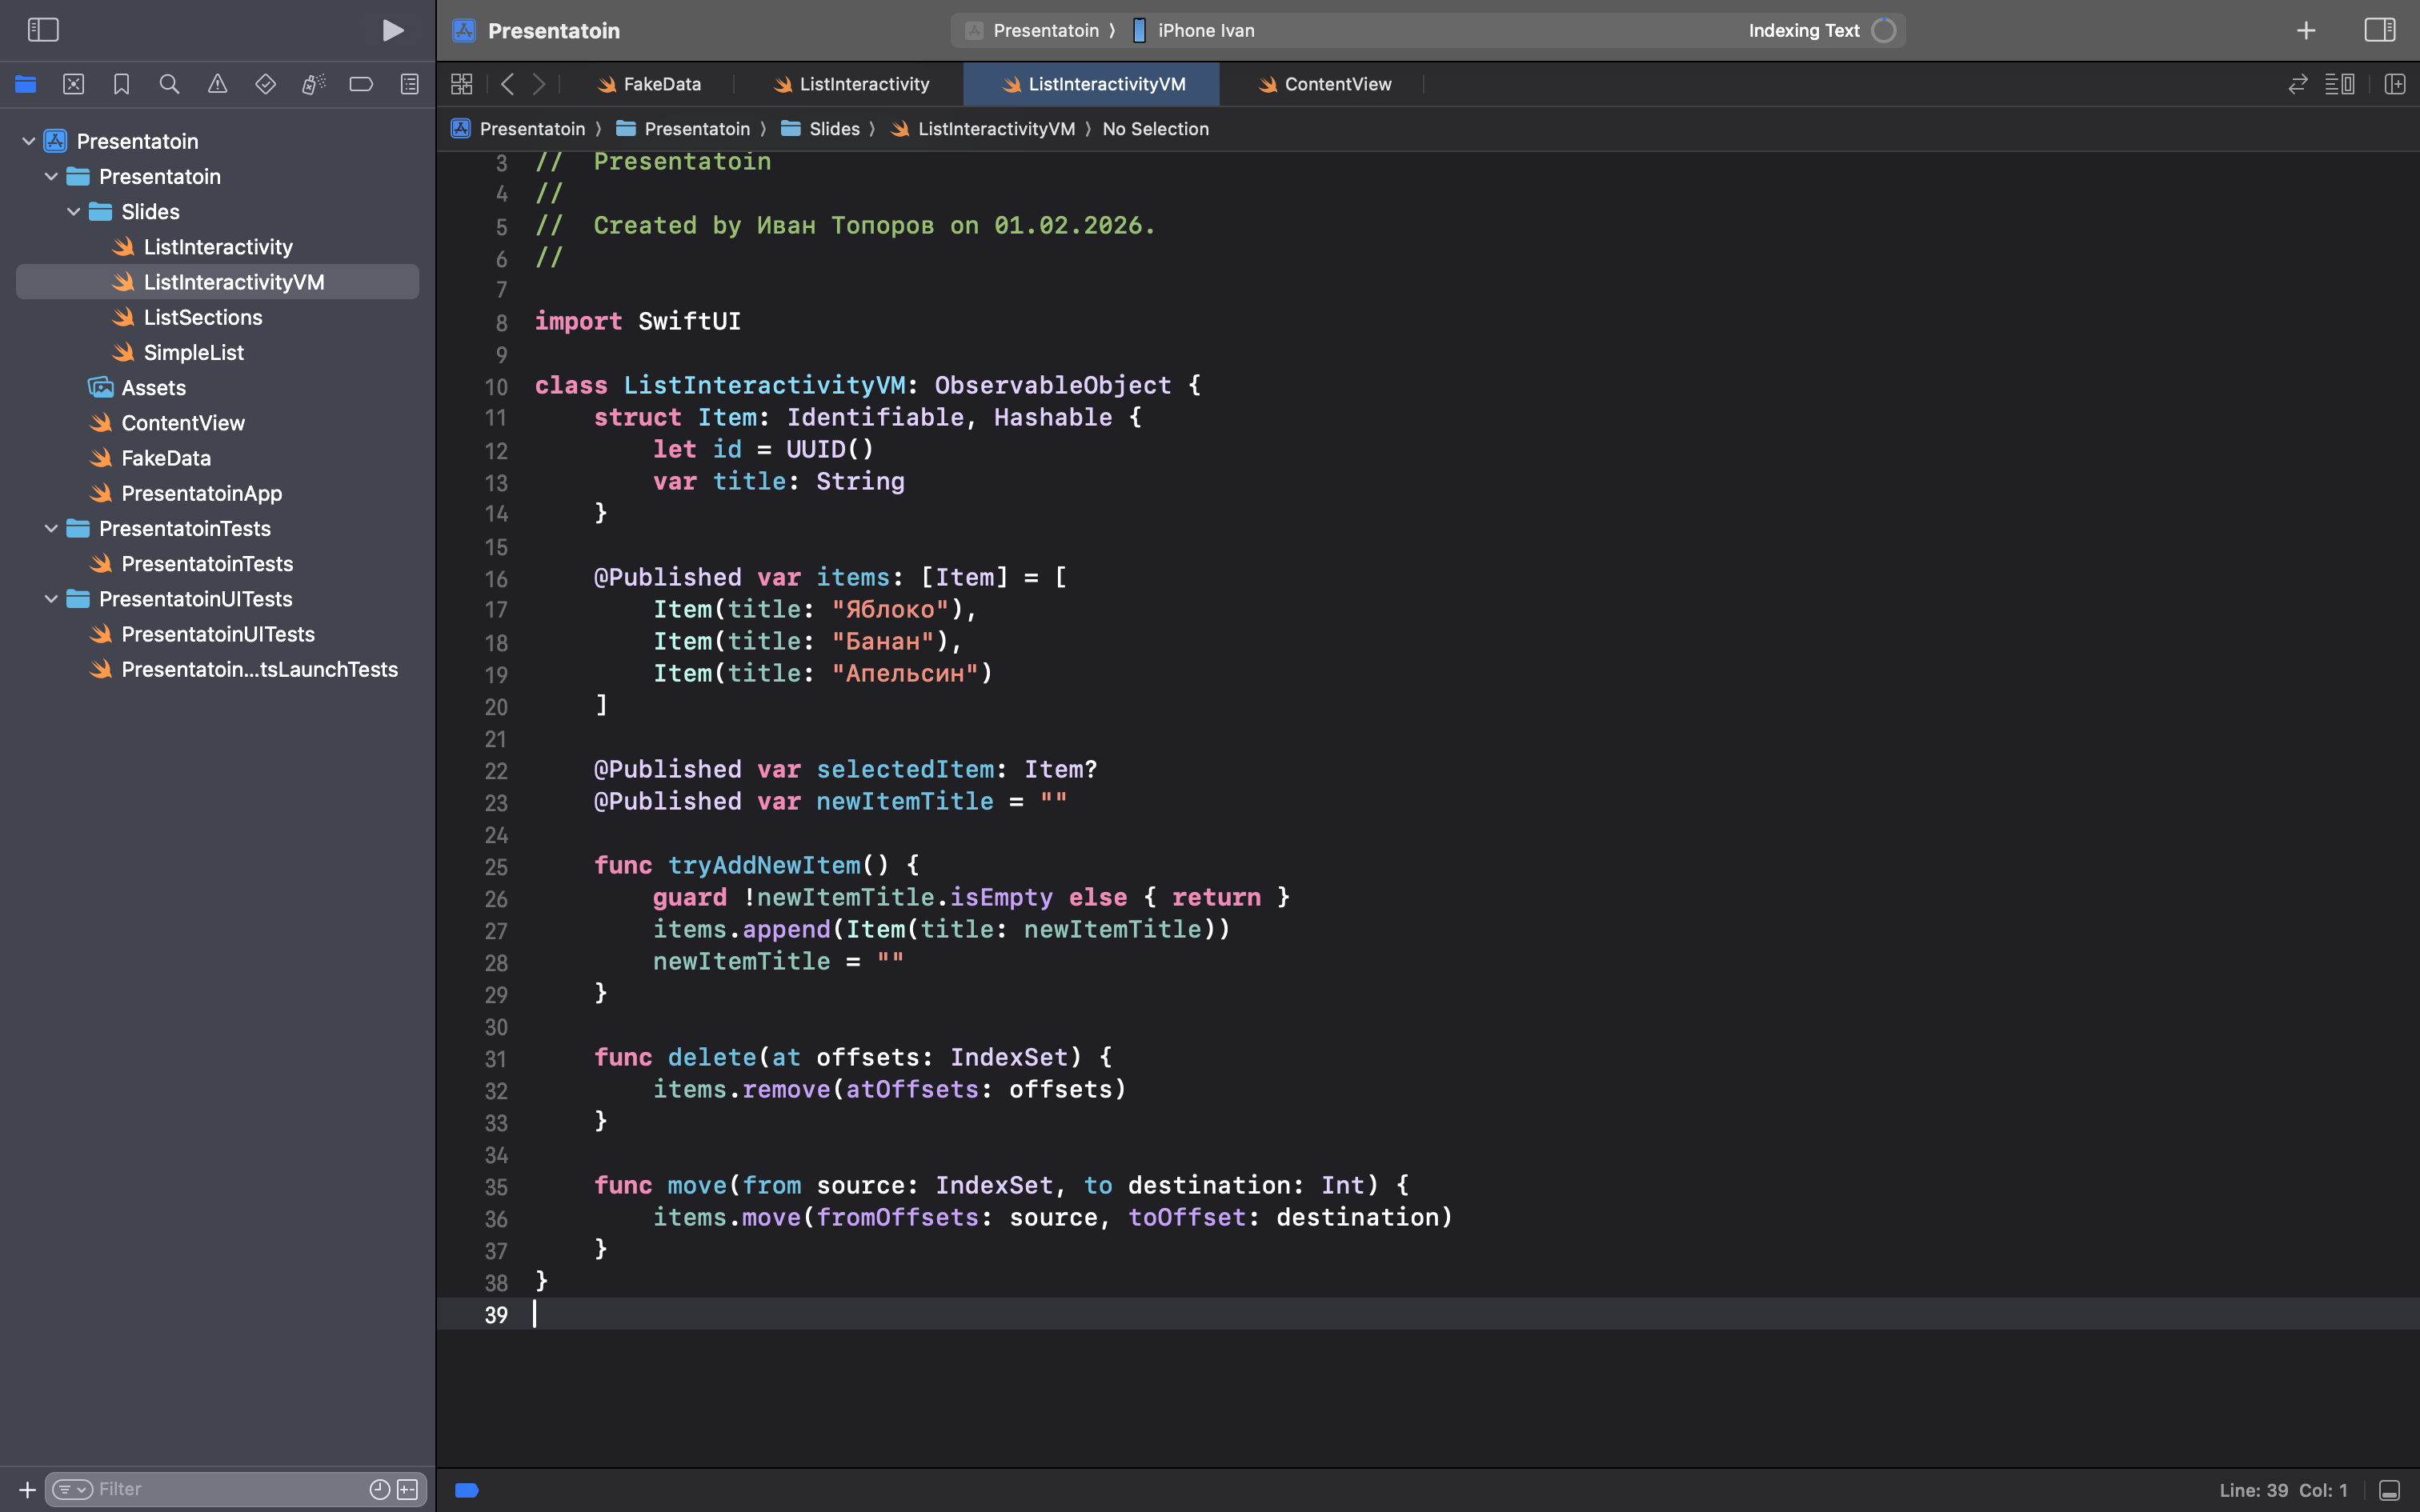 Presentatoin
Presentatoin
iPhone Ivan
Indexing Text
FakeData
ListInteractivity
ListInteractivityVM
ContentView
Presentatoin
Presentatoin
Slides
ListInteractivityVM
No Selection
Presentatoin
Presentatoin
Slides
ListInteractivity
ListInteractivityVM
ListSections
SimpleList
Assets
ContentView
FakeData
PresentatoinApp
PresentatoinTests
PresentatoinTests
PresentatoinUITests
PresentatoinUITests
Presentatoin...tsLaunchTests
Filter
3 //  Presentatoin
4 //
5 //  Created by Иван Топоров on 01.02.2026.
6 //
7
8 import SwiftUI
9
10 class ListInteractivityVM: ObservableObject {
11     struct Item: Identifiable, Hashable {
12         let id = UUID()
13         var title: String
14     }
15
16     @Published var items: [Item] = [
17         Item(title: "Яблоко"),
18         Item(title: "Банан"),
19         Item(title: "Апельсин")
20     ]
21
22     @Published var selectedItem: Item?
23     @Published var newItemTitle = ""
24
25     func tryAddNewItem() {
26         guard !newItemTitle.isEmpty else { return }
27         items.append(Item(title: newItemTitle))
28         newItemTitle = ""
29     }
30
31     func delete(at offsets: IndexSet) {
32         items.remove(atOffsets: offsets)
33     }
34
35     func move(from source: IndexSet, to destination: Int) {
36         items.move(fromOffsets: source, toOffset: destination)
37     }
38 }
39
Line: 39 Col: 1